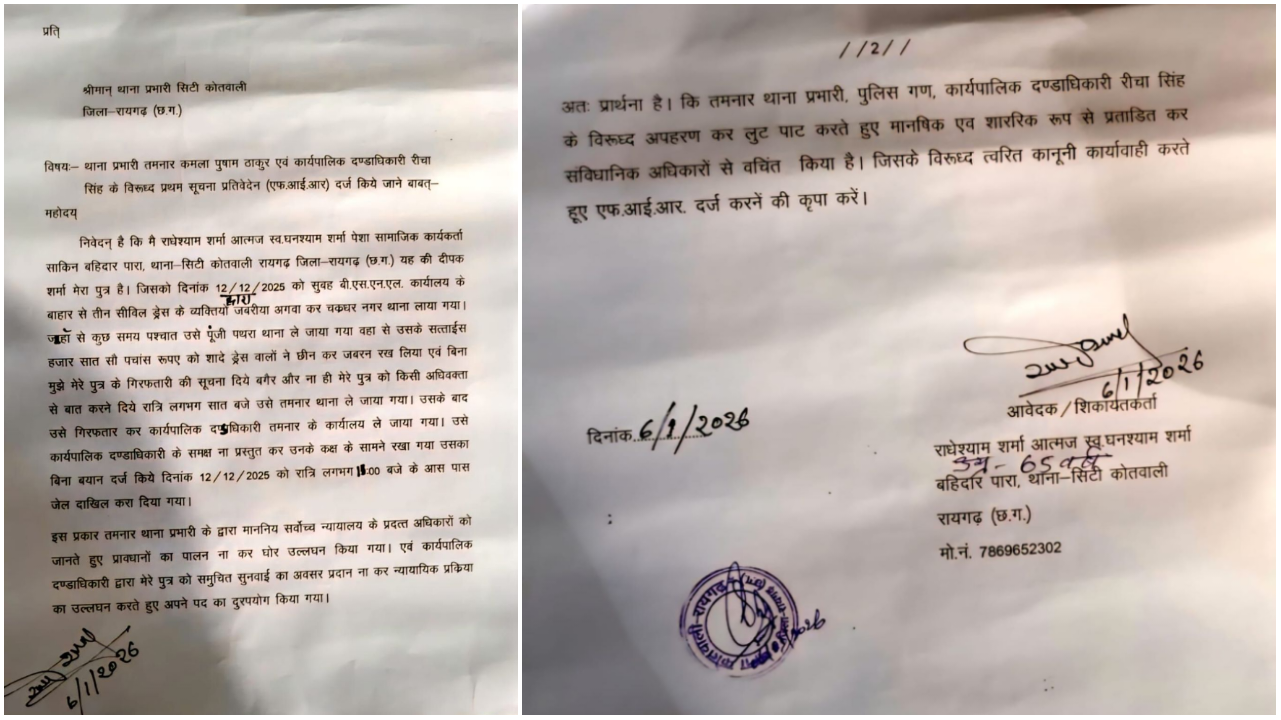 प्रति
श्रीमान् थाना प्रभारी सिटी कोतवाली
जिला–रायगढ़ (छ.ग.)
विषयः– थाना प्रभारी तमनार कमला पुषाम ठाकुर एवं कार्यपालिक दण्डाधिकारी रीचा
सिंह के विरूध्द प्रथम सूचना प्रतिवेदन (एफ.आई.आर) दर्ज किये जाने बाबत्–
महोदय्
निवेदन् है कि मै राधेश्याम शर्मा आत्मज स्व.घनश्याम शर्मा पेशा सामाजिक कार्यकर्ता
साकिन बहिदार पारा, थाना–सिटी कोतवाली रायगढ़ जिला–रायगढ़ (छ.ग.) यह की दीपक
शर्मा मेरा पुत्र है। जिसको दिनांक 12/12/2025 को सुबह बी.एस.एन.एल. कार्यालय के
द्वारा
बाहार से तीन सीविल ड्रेस के व्यक्तियों जबरीया अगवा कर चक्रधर नगर थाना लाया गया।
जहाँ से कुछ समय पश्चात उसे पूंजी पथरा थाना ले जाया गया वहा से उसके सत्ताईस
हजार सात सौ पचांस रूपए को शादे ड्रेस वालों ने छीन कर जबरन रख लिया एवं बिना
मुझे मेरे पुत्र के गिरफतारी की सूचना दिये बगैर और ना ही मेरे पुत्र को किसी अधिवक्ता
से बात करने दिये रात्रि लगभग सात बजे उसे तमनार थाना ले जाया गया। उसके बाद
उसे गिरफतार कर कार्यपालिक दण्डाधिकारी तमनार के कार्यालय ले जाया गया। उसे
कार्यपालिक दण्डाधिकारी के समक्ष ना प्रस्तुत कर उनके कक्ष के सामने रखा गया उसका
बिना बयान दर्ज किये दिनांक 12/12/2025 को रात्रि लगभग :00 बजे के आस पास
जेल दाखिल करा दिया गया।
इस प्रकार तमनार थाना प्रभारी के द्वारा माननिय सर्वोच्च न्यायालय के प्रदत्त अधिकारों को
जानते हुए प्रावधानों का पालन ना कर घोर उल्लघन किया गया। एवं कार्यपालिक
दण्डाधिकारी द्वारा मेरे पुत्र को समुचित सुनवाई का अवसर प्रदान ना कर न्यायायिक प्रक्रिया
का उल्लघन करते हुए अपने पद का दुरपयोग किया गया।
6/1/2026
//2//
अतः प्रार्थना है। कि तमनार थाना प्रभारी, पुलिस गण, कार्यपालिक दण्डाधिकारी रीचा सिंह
के विरूध्द अपहरण कर लुट पाट करते हुए मानषिक एव शाररिक रूप से प्रताडित कर
संविधानिक अधिकारों से वचिंत किया है। जिसके विरूध्द त्वरित कानूनी कार्यावाही करते
हूए एफ.आई.आर. दर्ज करनें की कृपा करें।
6/1/2026
आवेदक/शिकायतकर्ता
दिनांक 6/1/2026
राधेश्याम शर्मा आत्मज स्व.घनश्याम शर्मा
उम्र - 65 वर्ष
बहिदार पारा, थाना–सिटी कोतवाली
रायगढ़ (छ.ग.)
मो.नं. 7869652302
कोतवाली-रायगढ़